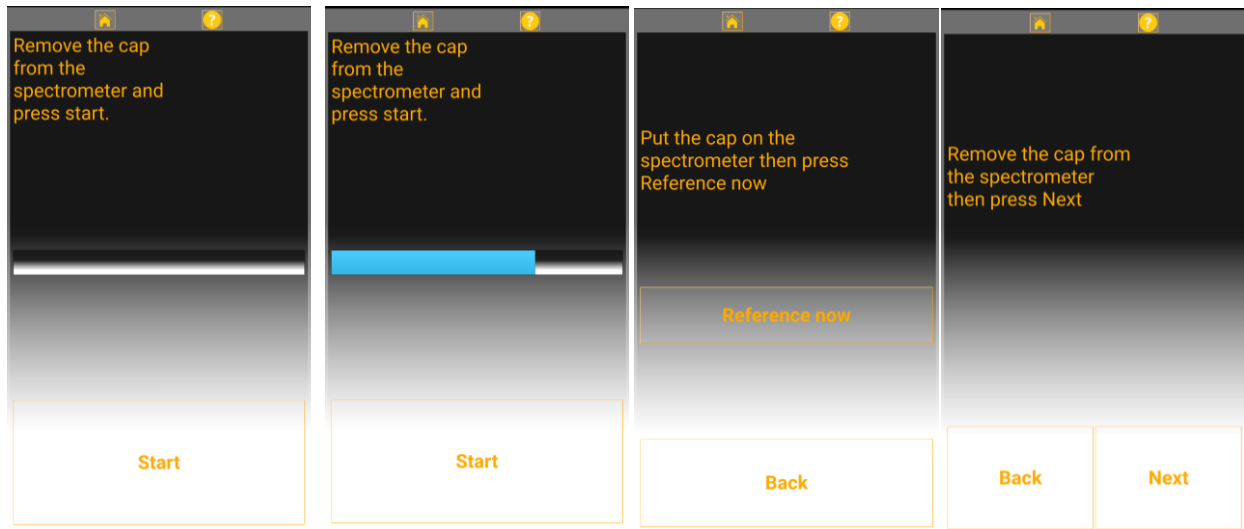 ?
Remove the cap
from the
spectrometer and
press start.
Start
?
Remove the cap
from the
spectrometer and
press start.
Start
?
Put the cap on the
spectrometer then press
Reference now
Reference now
Back
?
Remove the cap from
the spectrometer
then press Next
Back
Next